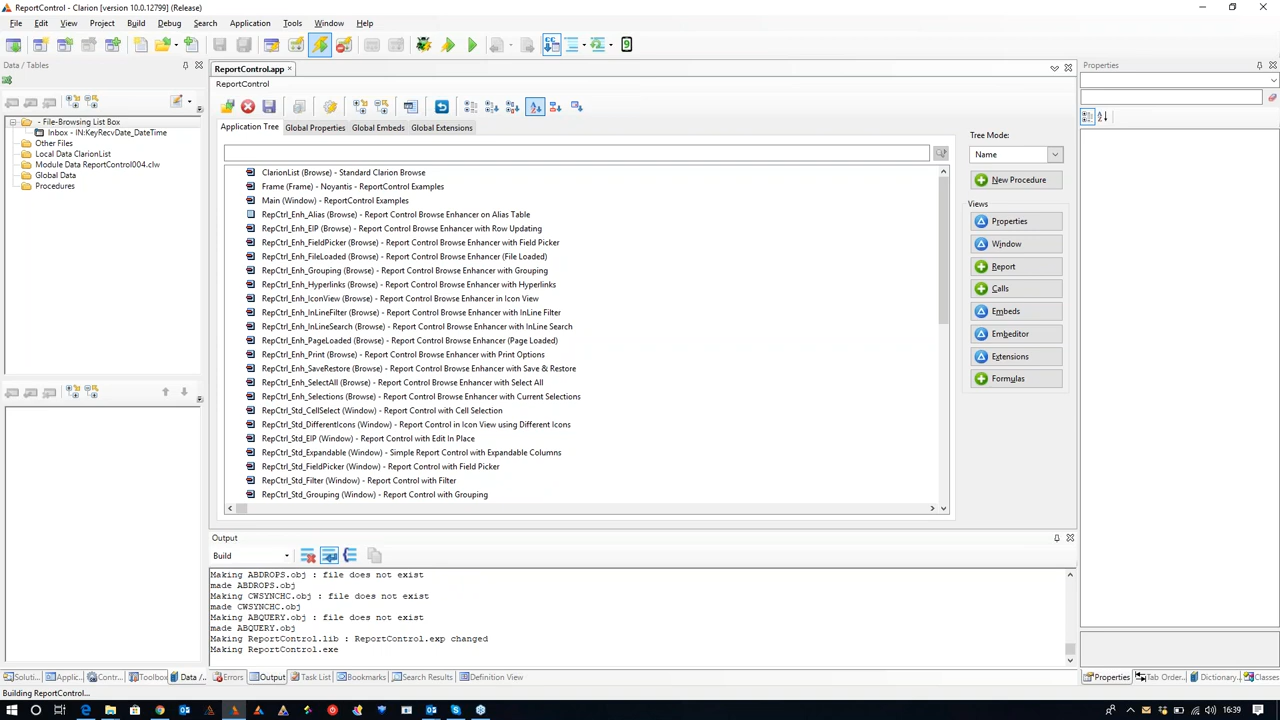 ReportControl - Clarion [version 10.0.12799] (Release)
File Edit View Project Build Debug Search Application Tools Window Help
Data / Tables
ReportControl.app
Properties
ReportControl
- File-Browsing List Box
Inbox - IN:KeyRecvDate_DateTime
Other Files
Local Data ClarionList
Module Data ReportControl004.clw
Global Data
Procedures
Application Tree Global Properties Global Embeds Global Extensions
ClarionList (Browse) - Standard Clarion Browse
Frame (Frame) - Noyantis - ReportControl Examples
Main (Window) - ReportControl Examples
RepCtrl_Enh_Alias (Browse) - Report Control Browse Enhancer on Alias Table
RepCtrl_Enh_EIP (Browse) - Report Control Browse Enhancer with Row Updating
RepCtrl_Enh_FieldPicker (Browse) - Report Control Browse Enhancer with Field Picker
RepCtrl_Enh_FileLoaded (Browse) - Report Control Browse Enhancer (File Loaded)
RepCtrl_Enh_Grouping (Browse) - Report Control Browse Enhancer with Grouping
RepCtrl_Enh_Hyperlinks (Browse) - Report Control Browse Enhancer with Hyperlinks
RepCtrl_Enh_IconView (Browse) - Report Control Browse Enhancer in Icon View
RepCtrl_Enh_InLineFilter (Browse) - Report Control Browse Enhancer with InLine Filter
RepCtrl_Enh_InLineSearch (Browse) - Report Control Browse Enhancer with InLine Search
RepCtrl_Enh_PageLoaded (Browse) - Report Control Browse Enhancer (Page Loaded)
RepCtrl_Enh_Print (Browse) - Report Control Browse Enhancer with Print Options
RepCtrl_Enh_SaveRestore (Browse) - Report Control Browse Enhancer with Save & Restore
RepCtrl_Enh_SelectAll (Browse) - Report Control Browse Enhancer with Select All
RepCtrl_Enh_Selections (Browse) - Report Control Browse Enhancer with Current Selections
RepCtrl_Std_CellSelect (Window) - Report Control with Cell Selection
RepCtrl_Std_DifferentIcons (Window) - Report Control in Icon View using Different Icons
RepCtrl_Std_EIP (Window) - Report Control with Edit In Place
RepCtrl_Std_Expandable (Window) - Simple Report Control with Expandable Columns
RepCtrl_Std_FieldPicker (Window) - Report Control with Field Picker
RepCtrl_Std_Filter (Window) - Report Control with Filter
RepCtrl_Std_Grouping (Window) - Report Control with Grouping
Tree Mode:
Name
New Procedure
Views
Properties
Window
Report
Calls
Embeds
Embeditor
Extensions
Formulas
Output
Build
Making ABDROPS.obj : file does not exist
made ABDROPS.obj
Making CWSYNCHC.obj : file does not exist
made CWSYNCHC.obj
Making ABQUERY.obj : file does not exist
made ABQUERY.obj
Making ReportControl.lib : ReportControl.exp changed
Making ReportControl.exe
Soluti... Applic... Contr... Toolbox Data /... Errors Output Task List Bookmarks Search Results Definition View Properties Tab Order... Dictionary... Classes
Building ReportControl...
16:39